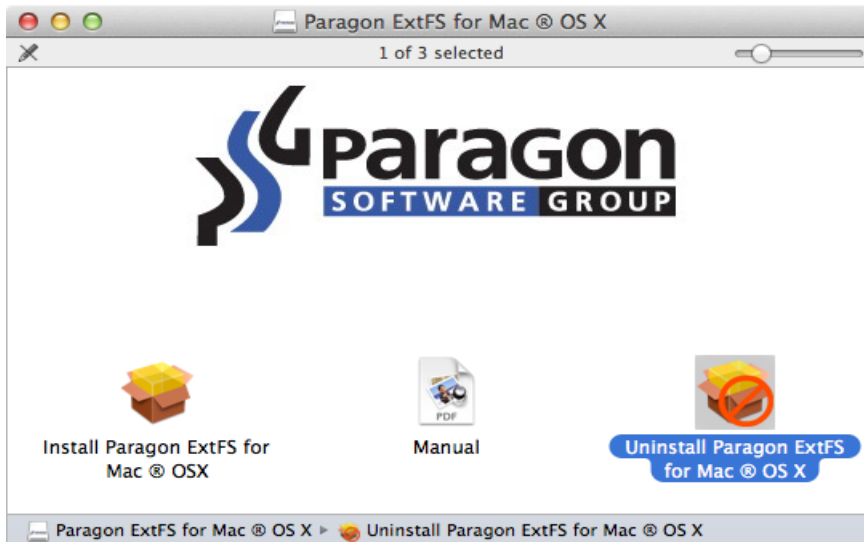 Paragon ExtFS for Mac ® OS X
1 of 3 selected
Paragon
SOFTWARE GROUP
PDF
Install Paragon ExtFS for
Mac ® OSX
Manual
Uninstall Paragon ExtFS
for Mac ® OS X
Paragon ExtFS for Mac ® OS X ▸ Uninstall Paragon ExtFS for Mac ® OS X